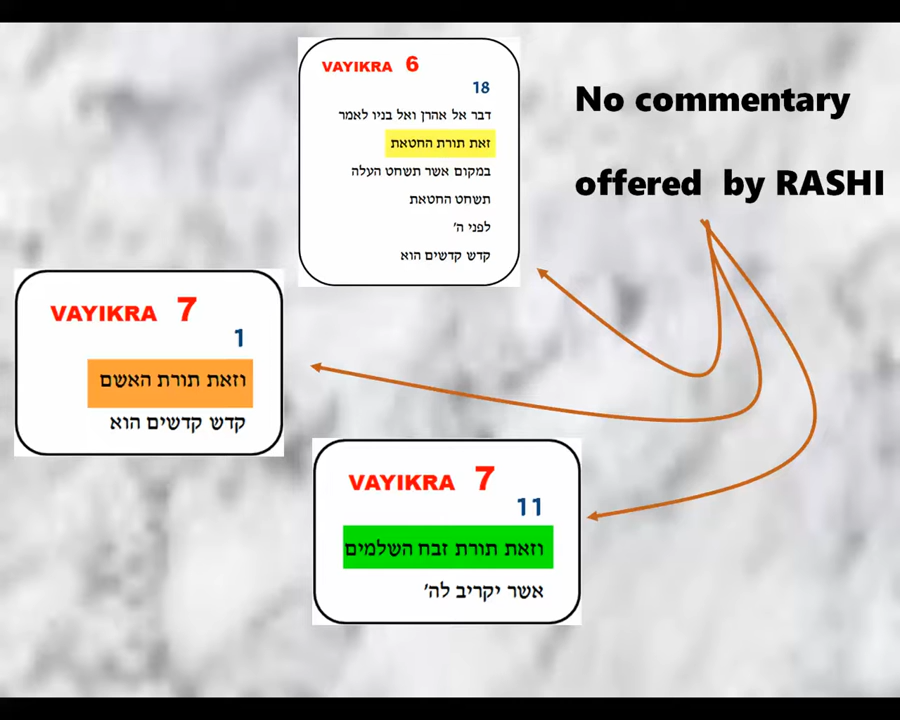 VAYIKRA 6
18
דבר אל אהרן ואל בניו לאמר
זאת תורת החטאת
במקום אשר תשחט העלה
תשחט החטאת
לפני ה'
קדש קדשים הוא
No commentary
offered by RASHI
VAYIKRA 7
1
וזאת תורת האשם
קדש קדשים הוא
VAYIKRA 7
11
וזאת תורת זבח השלמים
אשר יקריב לה'